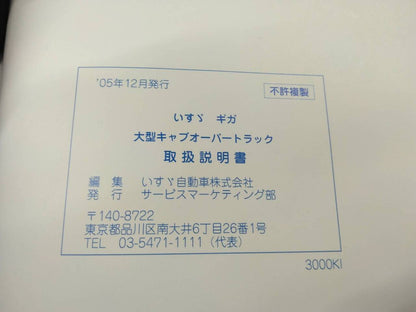 '05年12月発行
不許複製
いすゞ ギガ
大型キャブオーバートラック
取扱説明書
編集 いすゞ自動車株式会社
発行 サービスマーケティング部
〒140-8722
東京都品川区南大井6丁目26番1号
TEL 03-5471-1111(代表)
3000KI